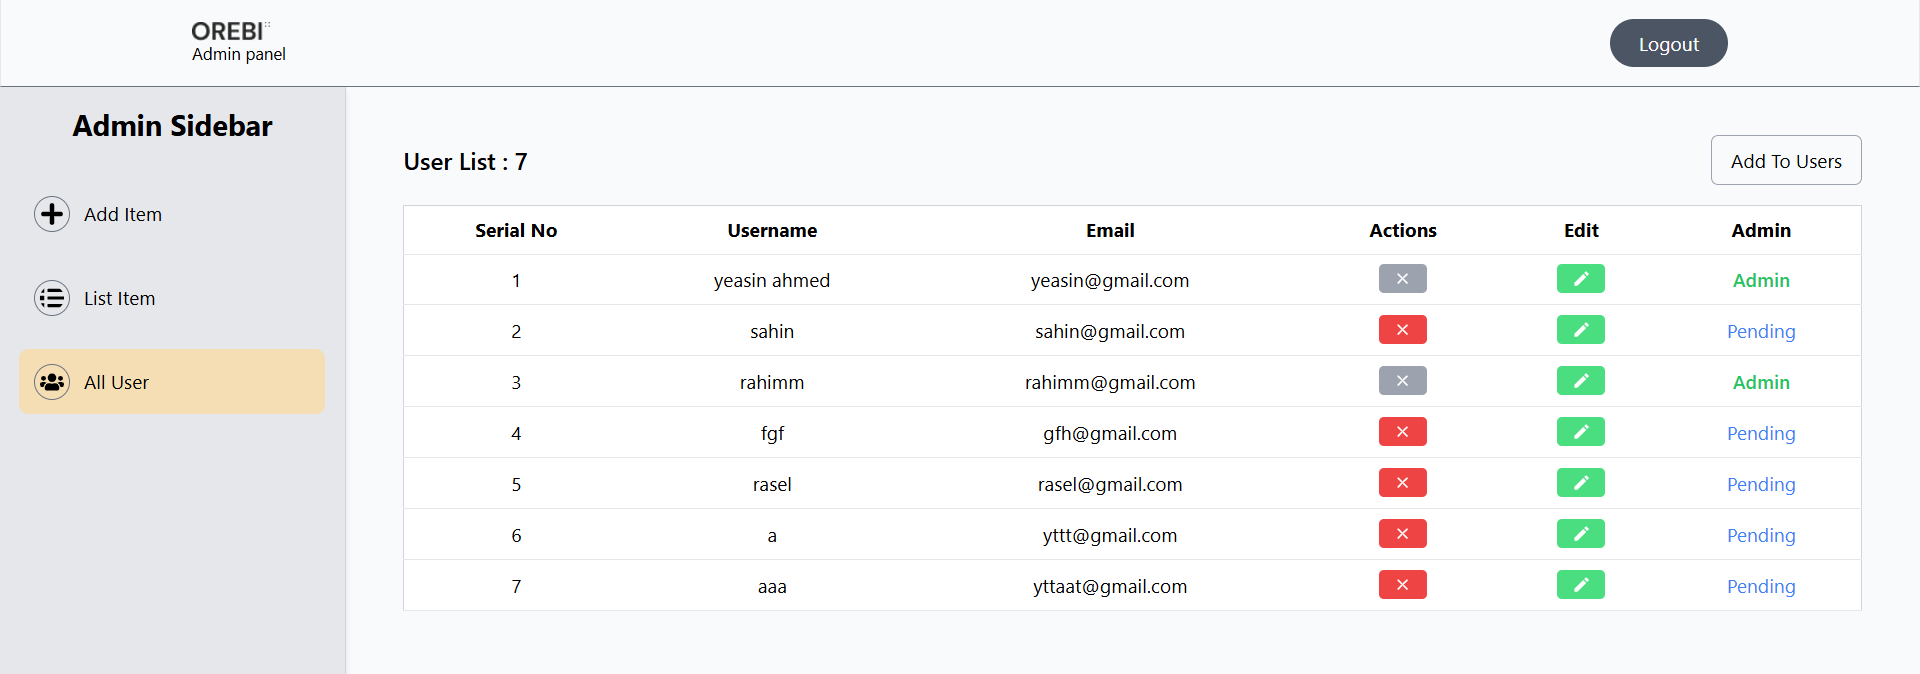 OREBI
Admin panel
Logout
Admin Sidebar
Add Item
List Item
All User
User List : 7
Add To Users
Serial No Username Email Actions Edit Admin
1 yeasin ahmed yeasin@gmail.com Admin
2 sahin sahin@gmail.com Pending
3 rahimm rahimm@gmail.com Admin
4 fgf gfh@gmail.com Pending
5 rasel rasel@gmail.com Pending
6 a yttt@gmail.com Pending
7 aaa yttaat@gmail.com Pending